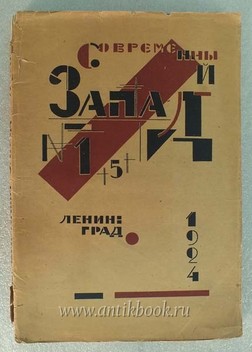 СОВРЕМЕННЫЙ
ЗАПАД
№1
+5+
ЛЕНИН:
ГРАД.
1924
www.antikbook.ru